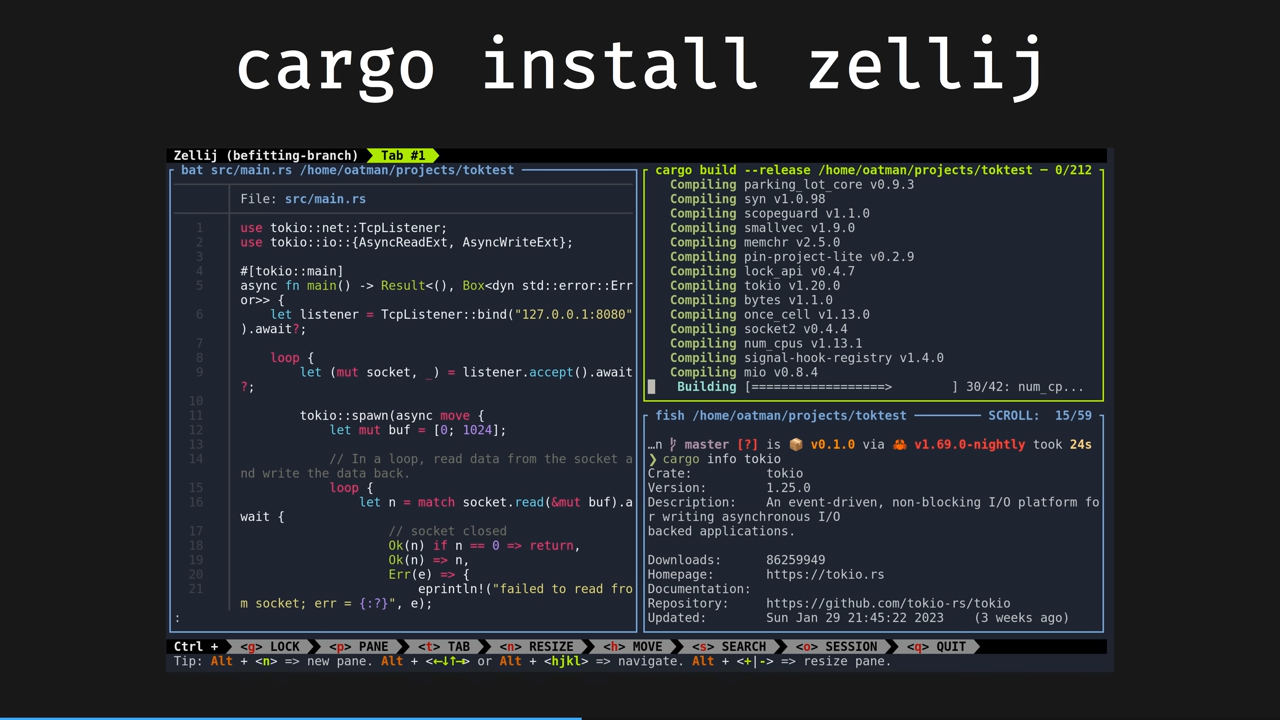 cargo install zellij
Zellij (befitting-branch) Tab #1
bat src/main.rs /home/oatman/projects/toktest
File: src/main.rs
1 use tokio::net::TcpListener;
2 use tokio::io::{AsyncReadExt, AsyncWriteExt};
3
4 #[tokio::main]
5 async fn main() -> Result<(), Box<dyn std::error::Err
or>> {
6 let listener = TcpListener::bind("127.0.0.1:8080"
).await?;
7
8 loop {
9 let (mut socket, _) = listener.accept().await
?;
10
11 tokio::spawn(async move {
12 let mut buf = [0; 1024];
13
14 // In a loop, read data from the socket a
nd write the data back.
15 loop {
16 let n = match socket.read(&mut buf).a
wait {
17 // socket closed
18 Ok(n) if n == 0 => return,
19 Ok(n) => n,
20 Err(e) => {
21 eprintln!("failed to read fro
m socket; err = {:?}", e);
:
cargo build --release /home/oatman/projects/toktest — 0/212
Compiling parking_lot_core v0.9.3
Compiling syn v1.0.98
Compiling scopeguard v1.1.0
Compiling smallvec v1.9.0
Compiling memchr v2.5.0
Compiling pin-project-lite v0.2.9
Compiling lock_api v0.4.7
Compiling tokio v1.20.0
Compiling bytes v1.1.0
Compiling once_cell v1.13.0
Compiling socket2 v0.4.4
Compiling num_cpus v1.13.1
Compiling signal-hook-registry v1.4.0
Compiling mio v0.8.4
Building [==================> ] 30/42: num_cp...
fish /home/oatman/projects/toktest SCROLL: 15/59
…n master [?] is 📦 v0.1.0 via 🦀 v1.69.0-nightly took 24s
❯ cargo info tokio
Crate: tokio
Version: 1.25.0
Description: An event-driven, non-blocking I/O platform fo
r writing asynchronous I/O
backed applications.
Downloads: 86259949
Homepage: https://tokio.rs
Documentation:
Repository: https://github.com/tokio-rs/tokio
Updated: Sun Jan 29 21:45:22 2023 (3 weeks ago)
Ctrl + <g> LOCK <p> PANE <t> TAB <n> RESIZE <h> MOVE <s> SEARCH <o> SESSION <q> QUIT
Tip: Alt + <n> => new pane. Alt + <←↓↑→> or Alt + <hjkl> => navigate. Alt + <+|-> => resize pane.